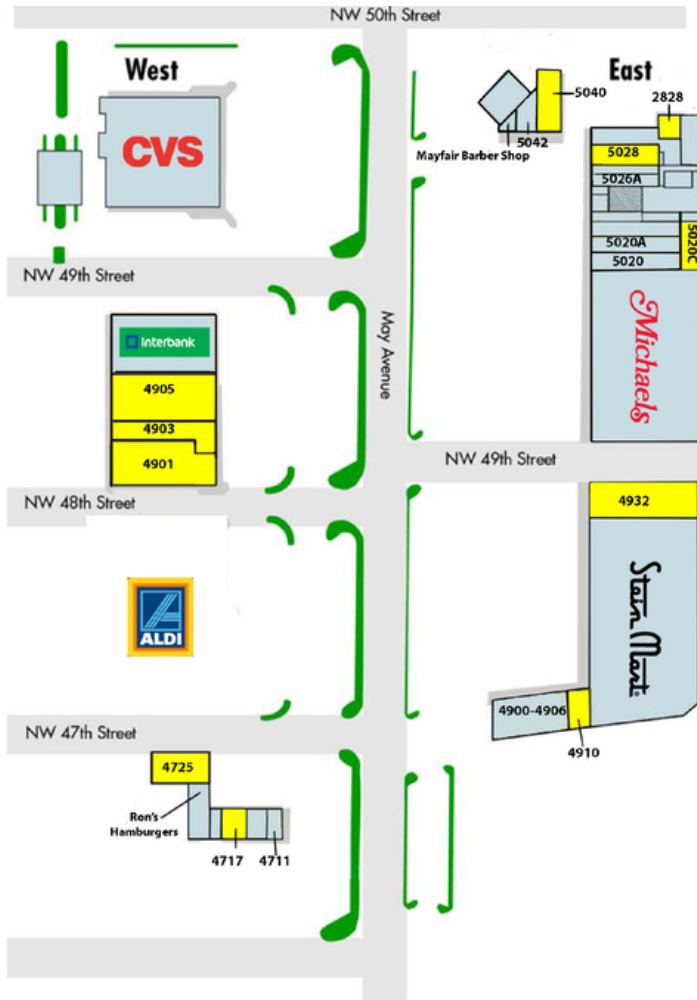 NW 50th Street
West
East
CVS
5040
2828
5042
Mayfair Barber Shop
5028
5026A
5020A
5020C
5020
NW 49th Street
May Avenue
Michaels
Interbank
4905
4903
4901
NW 49th Street
NW 48th Street
4932
Stein Mart
ALDI
4900-4906
4910
NW 47th Street
4725
Ron's
Hamburgers
4717
4711